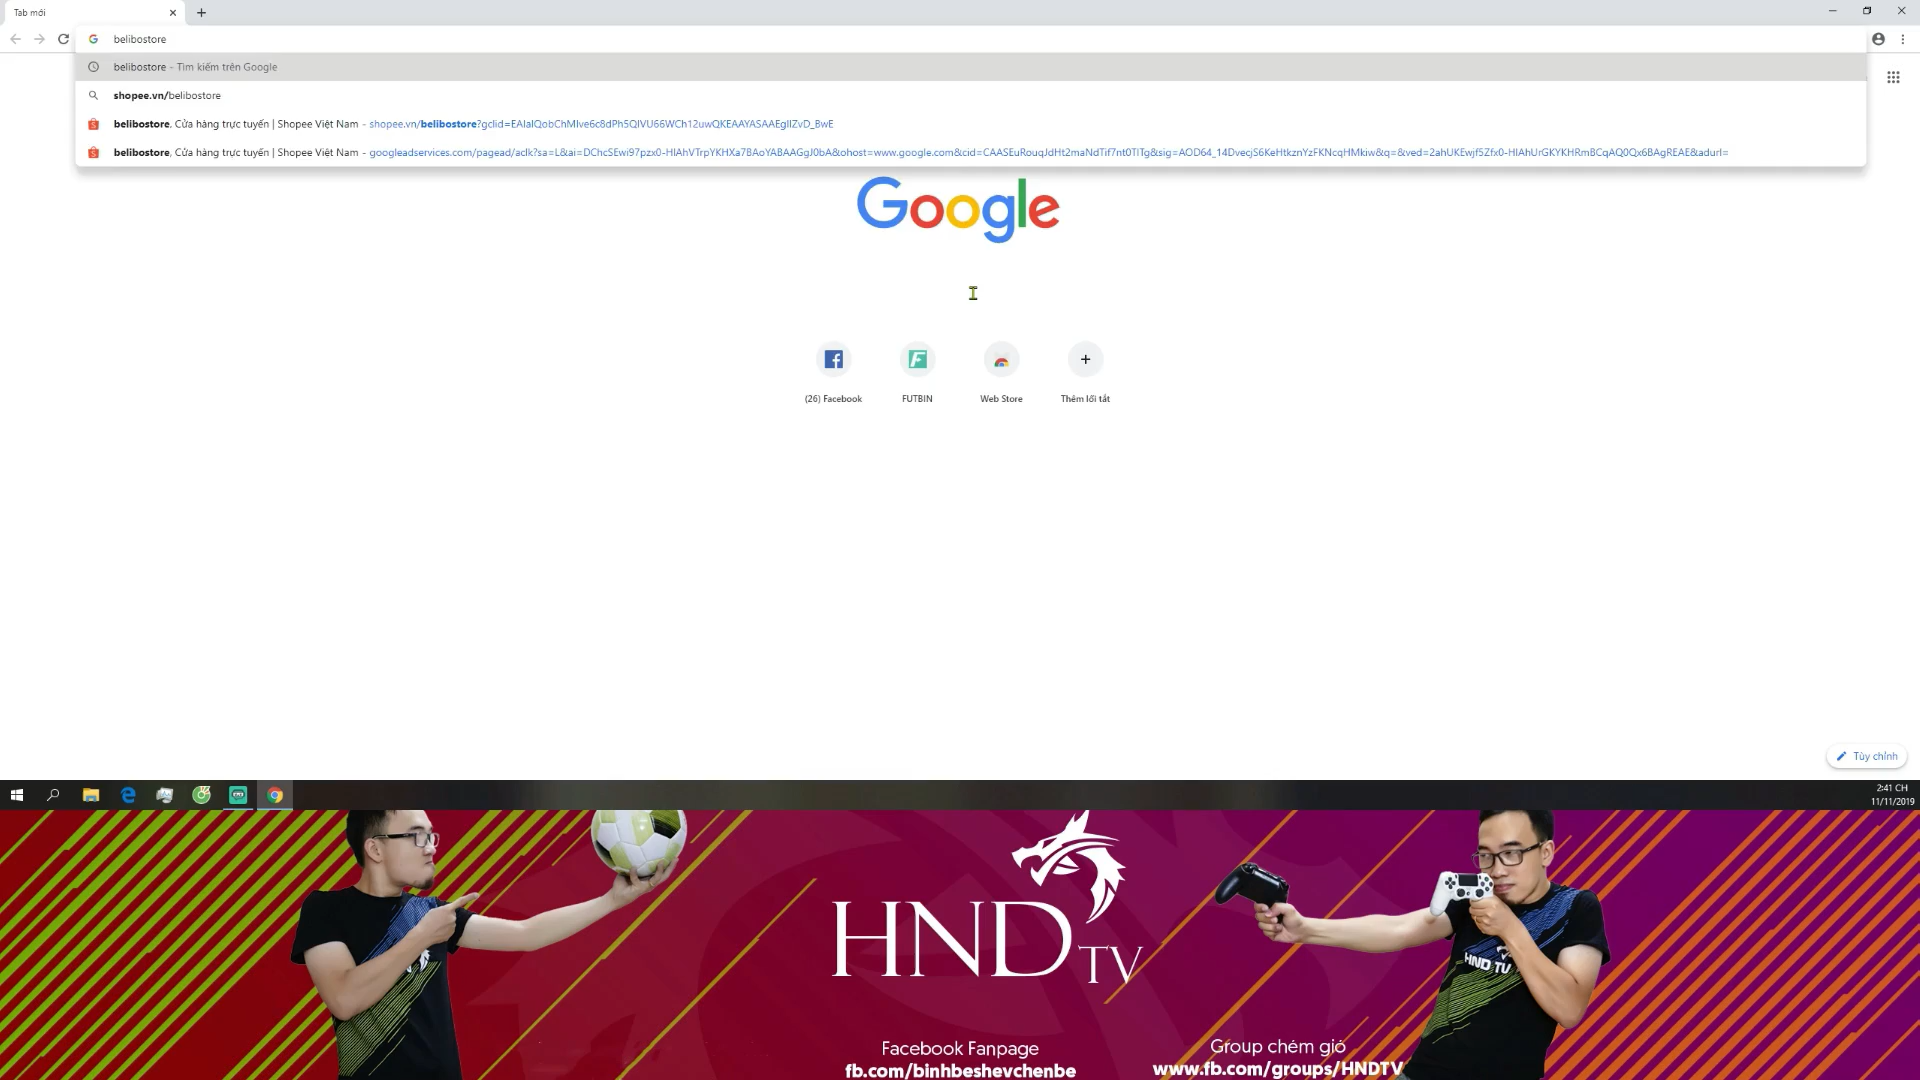 Tab mới
belibostore
belibostore - Tìm kiếm trên Google
shopee.vn/belibostore
belibostore, Cửa hàng trực tuyến | Shopee Việt Nam - shopee.vn/belibostore?gclid=EAIaIQobChMIve6c8dPh5QIVU66WCh12uwQKEAAYASAAEgIIZvD_BwE
belibostore, Cửa hàng trực tuyến | Shopee Việt Nam - googleadservices.com/pagead/aclk?sa=L&ai=DChcSEwi97pzx0-HlAhVTrpYKHXa7BAoYABAAGgJ0bA&ohost=www.google.com&cid=CAASEuRouqJdHt2maNdTif7nt0TlTg&sig=AOD64_14DvecjS6KeHtkznYzFKNcqHMkiw&q=&ved=2ahUKEwjf5Zfx0-HlAhUrGKYKHRm8CqAQ0Qx6BAgREAE&adurl=
Google
(26) Facebook
FUTBIN
Web Store
Thêm lối tắt
Tùy chỉnh
2:41 CH
11/11/2019
HND TV
HND TV
Facebook Fanpage
fb.com/binhbeshevchenbe
Group chém gió
www.fb.com/groups/HNDTV